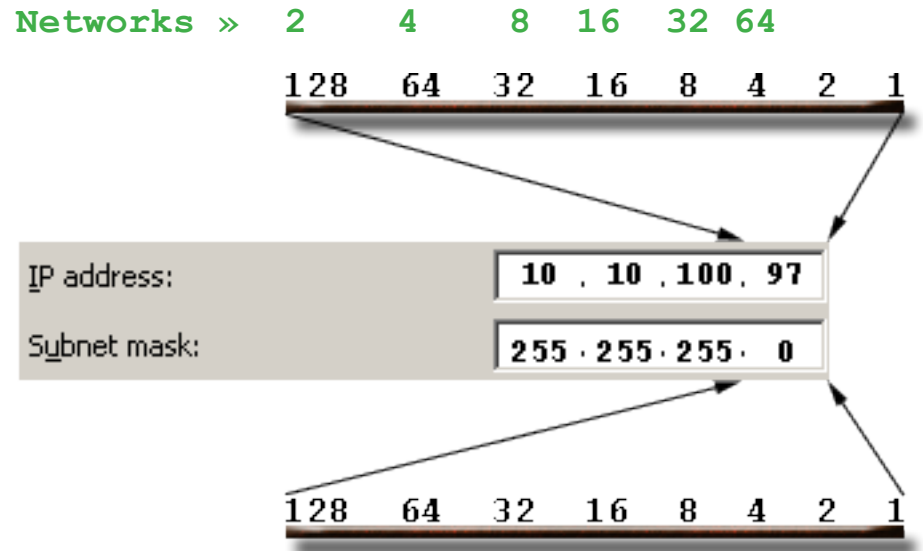 Networks » 2 4 8 16 32 64
128 64 32 16 8 4 2 1
IP address: 10 . 10 . 100 . 97
Subnet mask: 255 . 255 . 255 . 0
128 64 32 16 8 4 2 1